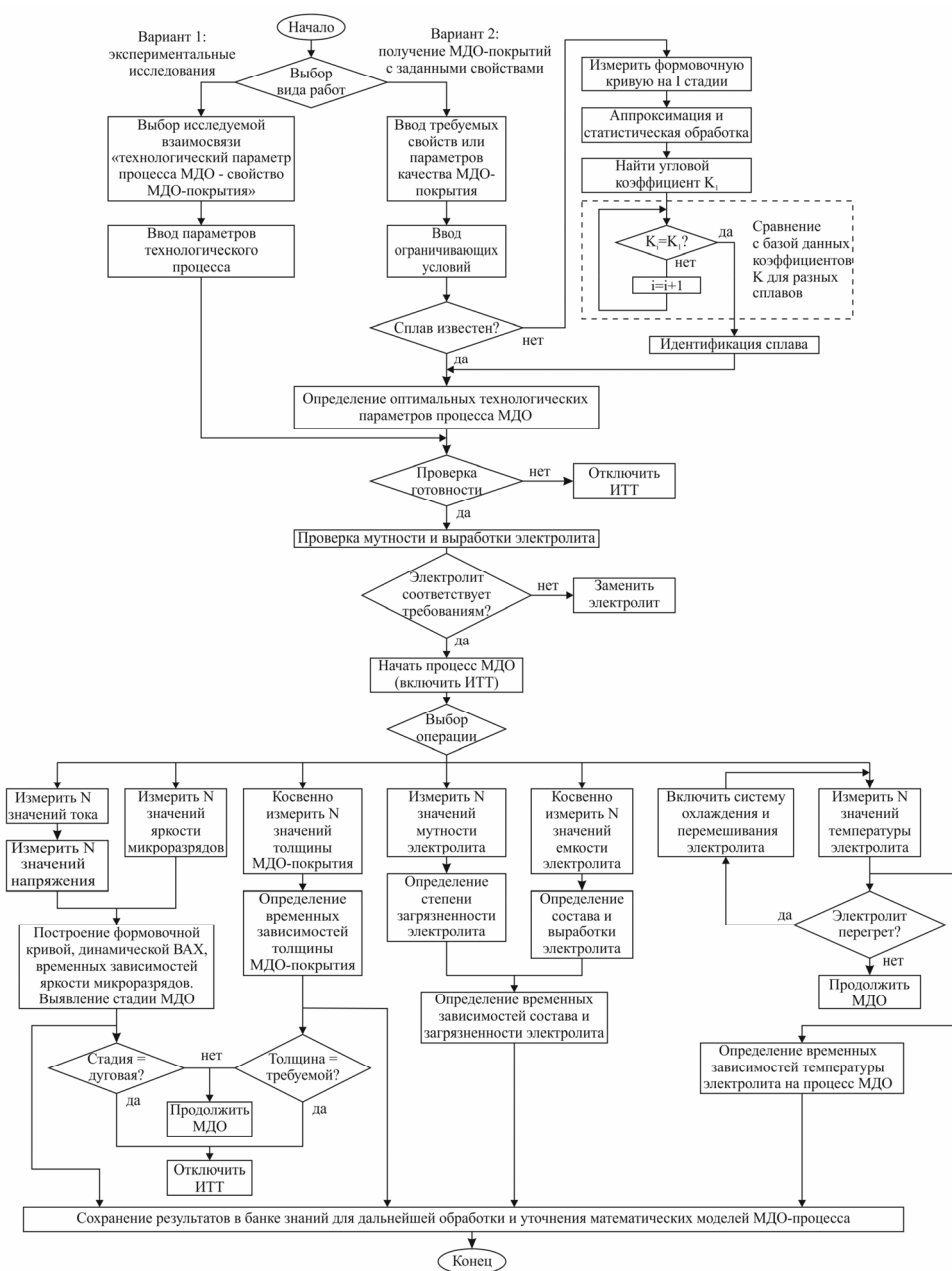 Начало
Вариант 1:
экспериментальные
исследования
Вариант 2:
получение МДО-покрытий
с заданными свойствами
Выбор
вида работ
Выбор исследуемой
взаимосвязи
«технологический параметр
процесса МДО - свойство
МДО-покрытия»
Ввод параметров
технологического
процесса
Ввод требуемых
свойств или
параметров
качества МДО-
покрытия
Ввод
ограничивающих
условий
Сплав известен?
нет
да
Измерить формовочную
кривую на I стадии
Аппроксимация и
статистическая обработка
Найти угловой
коэффициент K₁
да
нет
i=i+1
Сравнение
с базой данных
коэффициентов
K для разных
сплавов
Идентификация сплава
Определение оптимальных технологических
параметров процесса МДО
Проверка
готовности
нет
Отключить
ИТТ
да
Проверка мутности и выработки электролита
Электролит
соответствует
требованиям?
нет
Заменить
электролит
да
Начать процесс МДО
(включить ИТТ)
Выбор
операции
Измерить N
значений тока
Измерить N
значений
напряжения
Измерить N
значений
яркости
микроразрядов
Косвенно
измерить N
значений
толщины
МДО-покрытия
Измерить N
значений
мутности
электролита
Косвенно
измерить N
значений
емкости
электролита
Включить систему
охлаждения и
перемешивания
электролита
Измерить N
значений
температуры
электролита
Построение формовочной
кривой, динамической ВАХ,
временных зависимостей
яркости микроразрядов.
Выявление стадии МДО
Определение
временных
зависимостей
толщины
МДО-покрытия
Определение
степени
загрязненности
электролита
Определение
состава и
выработки
электролита
да
Электролит
перегрет?
нет
Продолжить
МДО
Определение временных
зависимостей состава и
загрязненности электролита
Определение временных
зависимостей температуры
электролита на процесс МДО
Стадия =
дуговая?
нет
Толщина =
требуемой?
да
Продолжить
МДО
да
Отключить
ИТТ
Сохранение результатов в банке знаний для дальнейшей обработки и уточнения математических моделей МДО-процесса
Конец